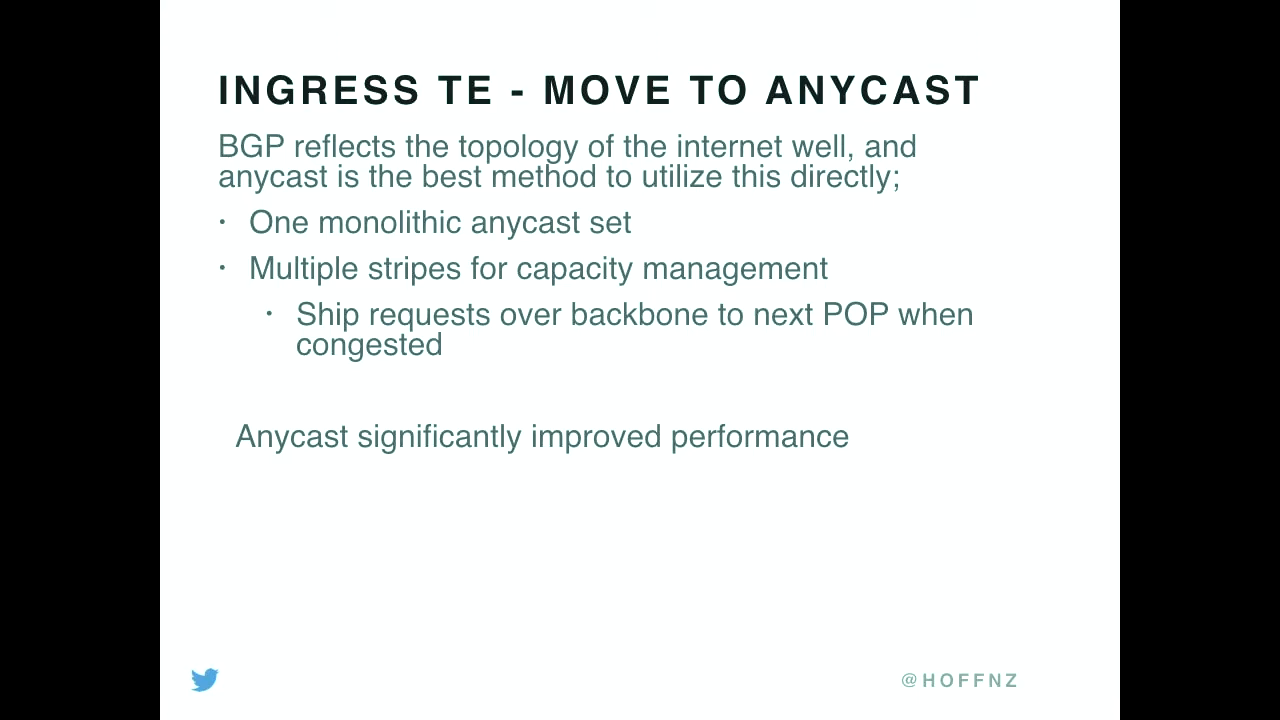 INGRESS TE - MOVE TO ANYCAST
BGP reflects the topology of the internet well, and
anycast is the best method to utilize this directly;
· One monolithic anycast set
· Multiple stripes for capacity management
· Ship requests over backbone to next POP when
congested
Anycast significantly improved performance
@HOFFNZ